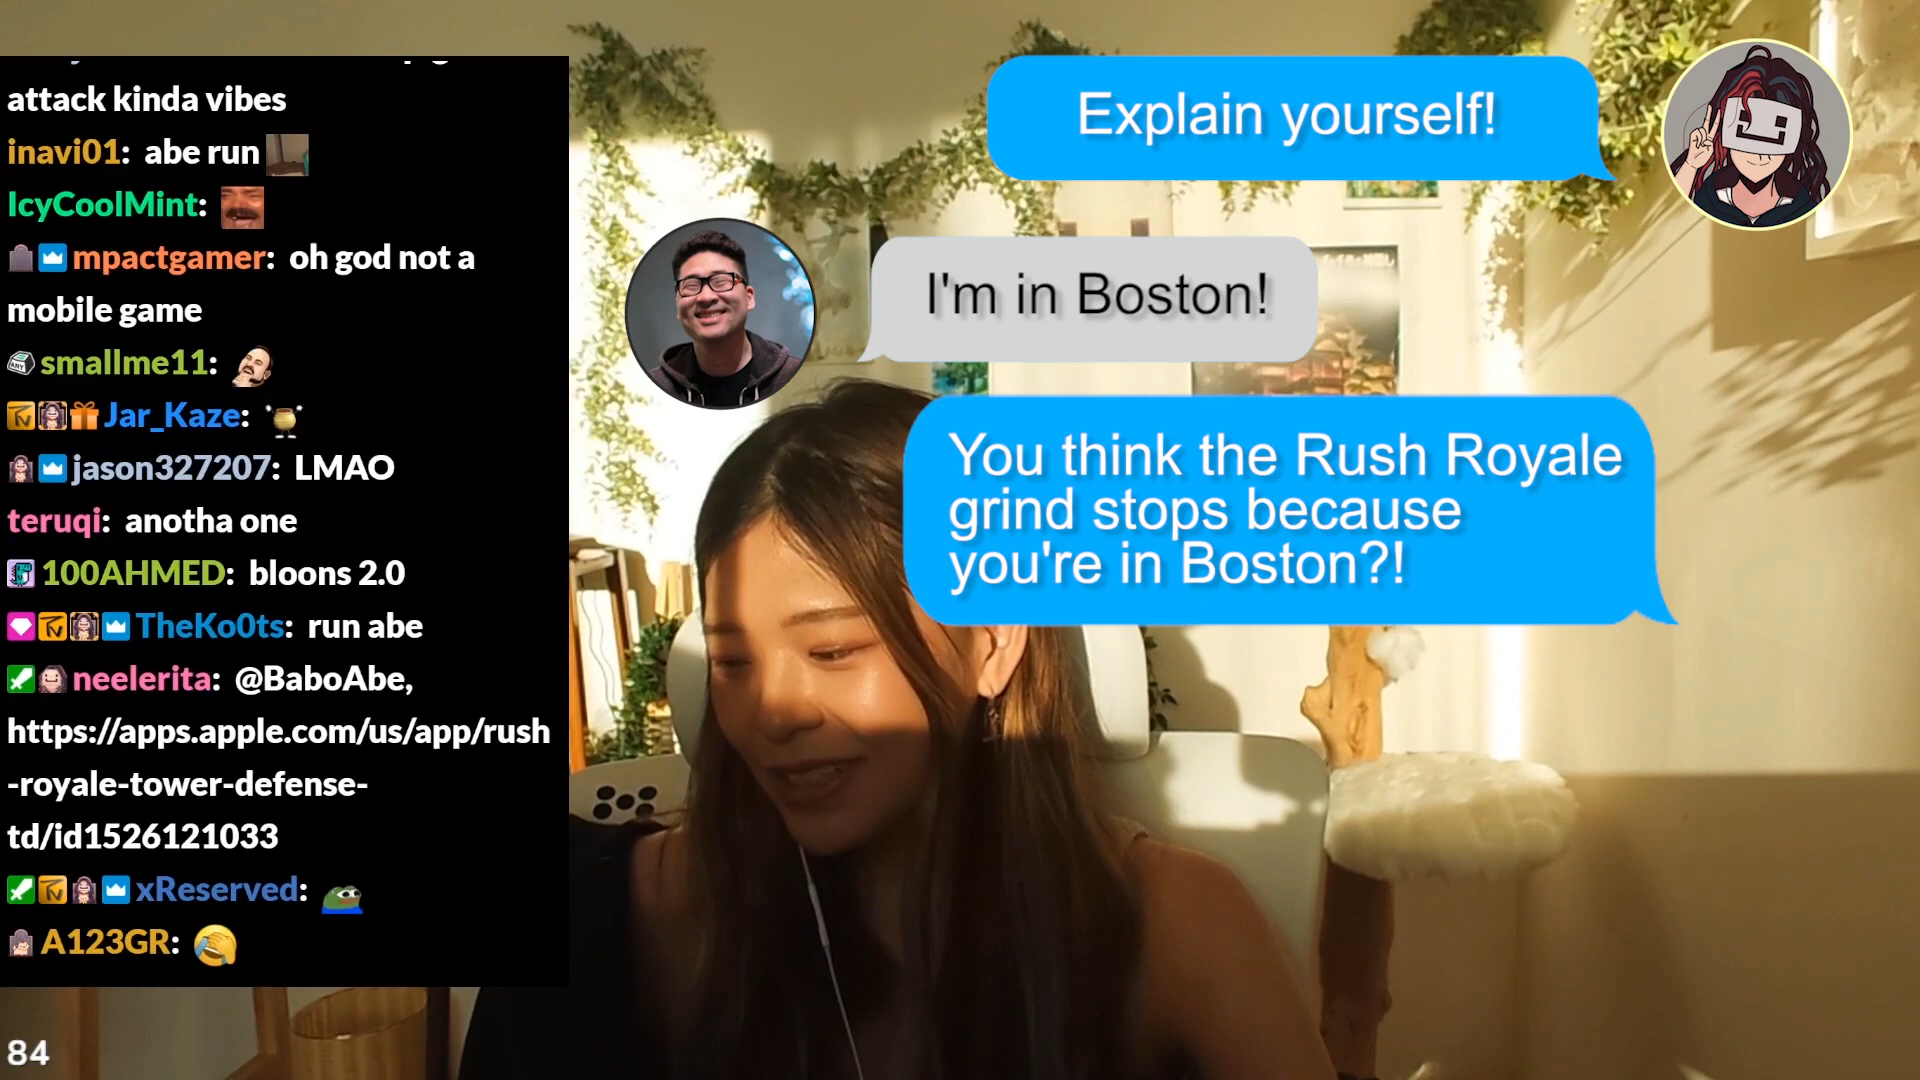 attack kinda vibes
inavi01: abe run
IcyCoolMint:
mpactgamer: oh god not a
mobile game
smallme11:
Jar_Kaze:
jason327207: LMAO
teruqi: anotha one
100AHMED: bloons 2.0
TheKo0ts: run abe
neelerita: @BaboAbe,
https://apps.apple.com/us/app/rush
-royale-tower-defense-
td/id1526121033
xReserved:
A123GR:
84
Explain yourself!
I'm in Boston!
You think the Rush Royale
grind stops because
you're in Boston?!